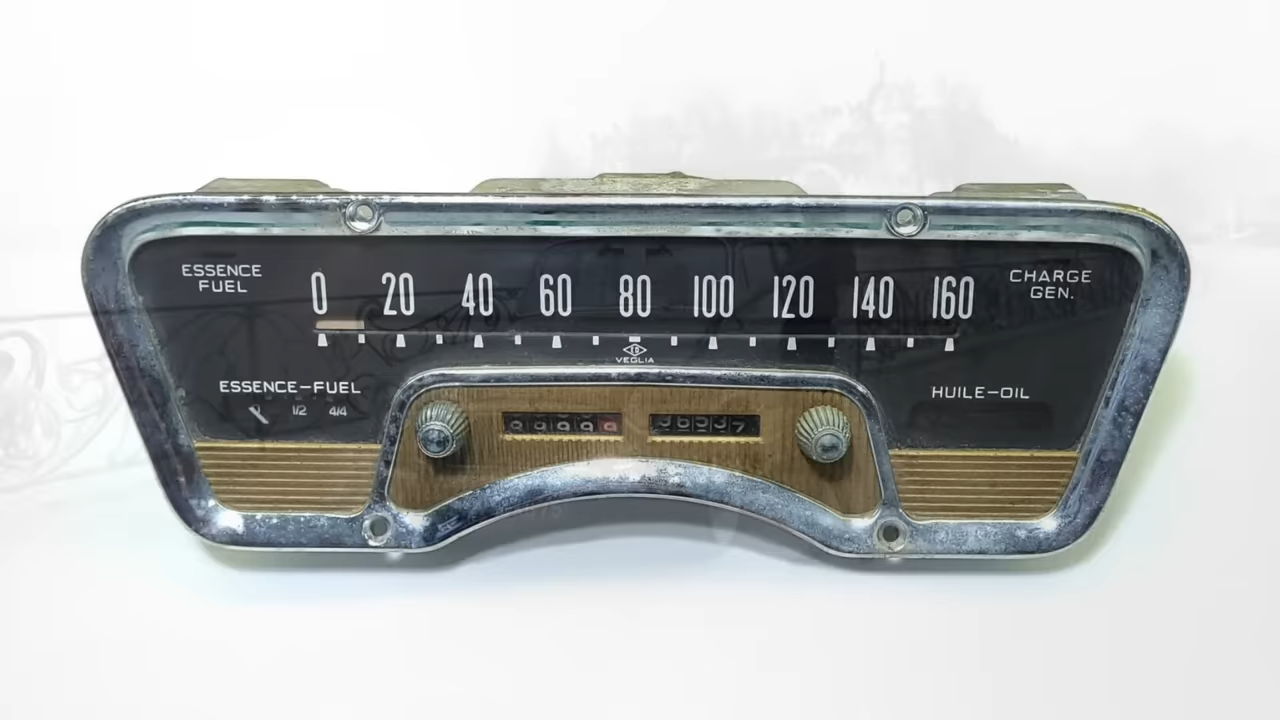 ESSENCE
FUEL
0 20 40 60 80 100 120 140 160
CHARGE
GEN.
VEGLIA
ESSENCE-FUEL
0 1/2 4/4
HUILE-OIL